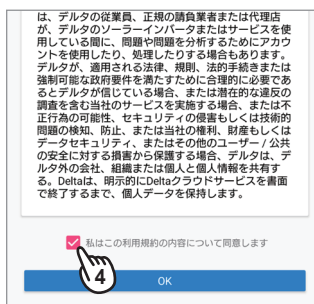 は、デルタの従業員、正規の請負業者または代理店
が、デルタのソーラーインバータまたはサービスを使
用している間に、問題や問題を分析するためにアカウ
ントを使用したり、処理したりする場合もあります。
デルタが、適用される法律、規則、法的手続きまたは
強制可能な政府要件を満たすために合理的に必要であ
るとデルタが信じている場合、または潜在的な違反の
調査を含む当社のサービスを実施する場合、または不
正行為の可能性、セキュリティの侵害もしくは技術的
問題の検知、防止、または当社の権利、財産もしくは
データセキュリティ、またはその他のユーザー / 公共
の安全に対する損害から保護する場合、デルタは、デ
ルタ外の会社、組織または個人と個人情報を共有す
る。Deltaは、明示的にDeltaクラウドサービスを書面
で終了するまで、個人データを保持します。
私はこの利用規約の内容について同意します
4
OK